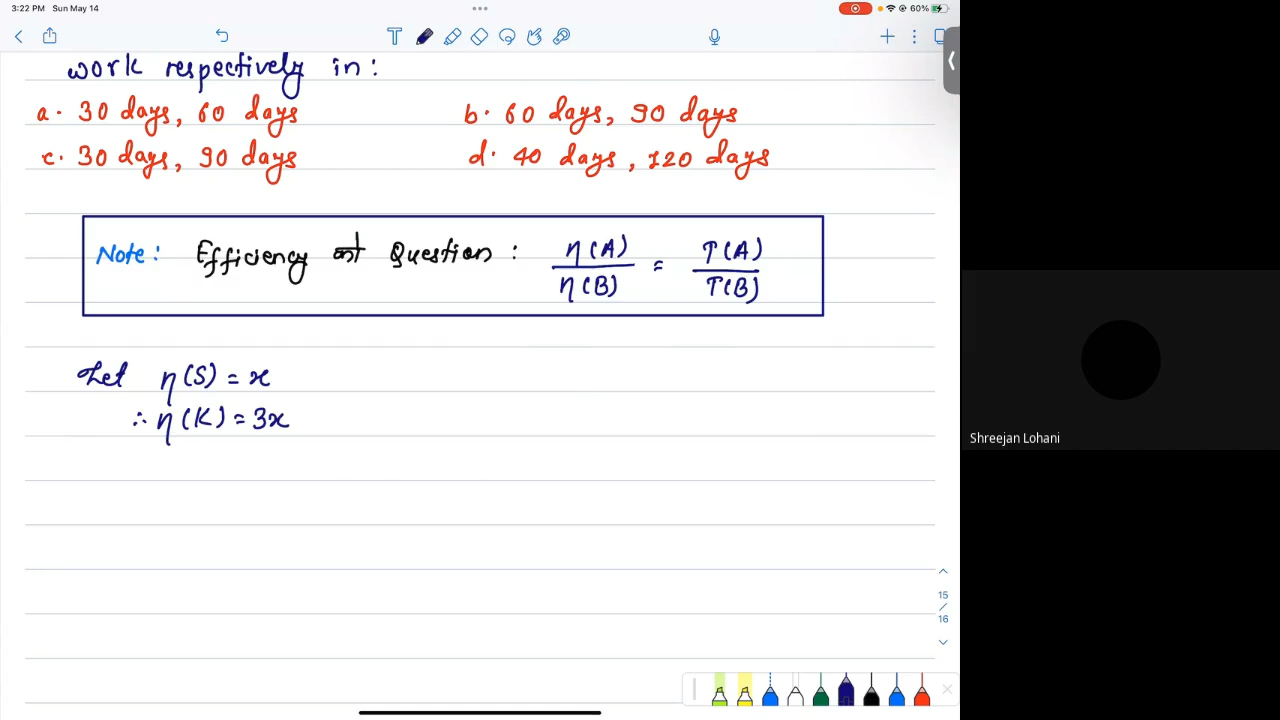 3:22 PM Sun May 14
60%
work respectively in:
a. 30 days, 60 days
b. 60 days, 90 days
c. 30 days, 90 days
d. 40 days, 120 days
Note: Efficiency Question: η(A)/η(B) = T(A)/T(B)
Let η(S) = x
∴ η(K) = 3x
Shreejan Lohani
15
/
16